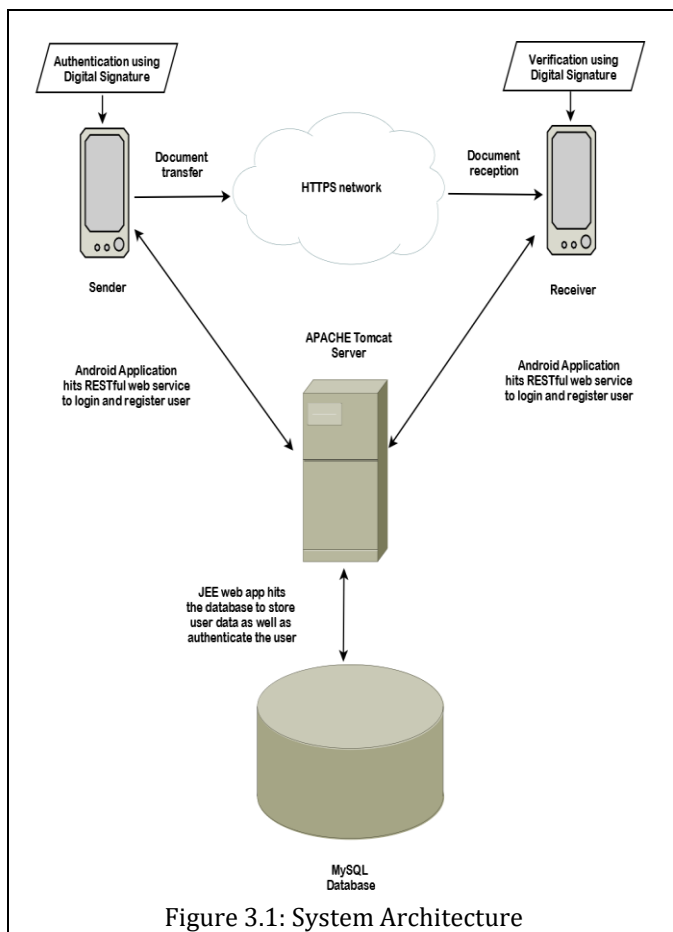 Authentication using
Digital Signature
Verification using
Digital Signature
Document
transfer
HTTPS network
Document
reception
Sender
Receiver
APACHE Tomcat
Server
Android Application
hits RESTful web service
to login and register user
Android Application
hits RESTful web service
to login and register user
JEE web app hits
the database to store
user data as well as
authenticate the user
MySQL
Database
Figure 3.1: System Architecture